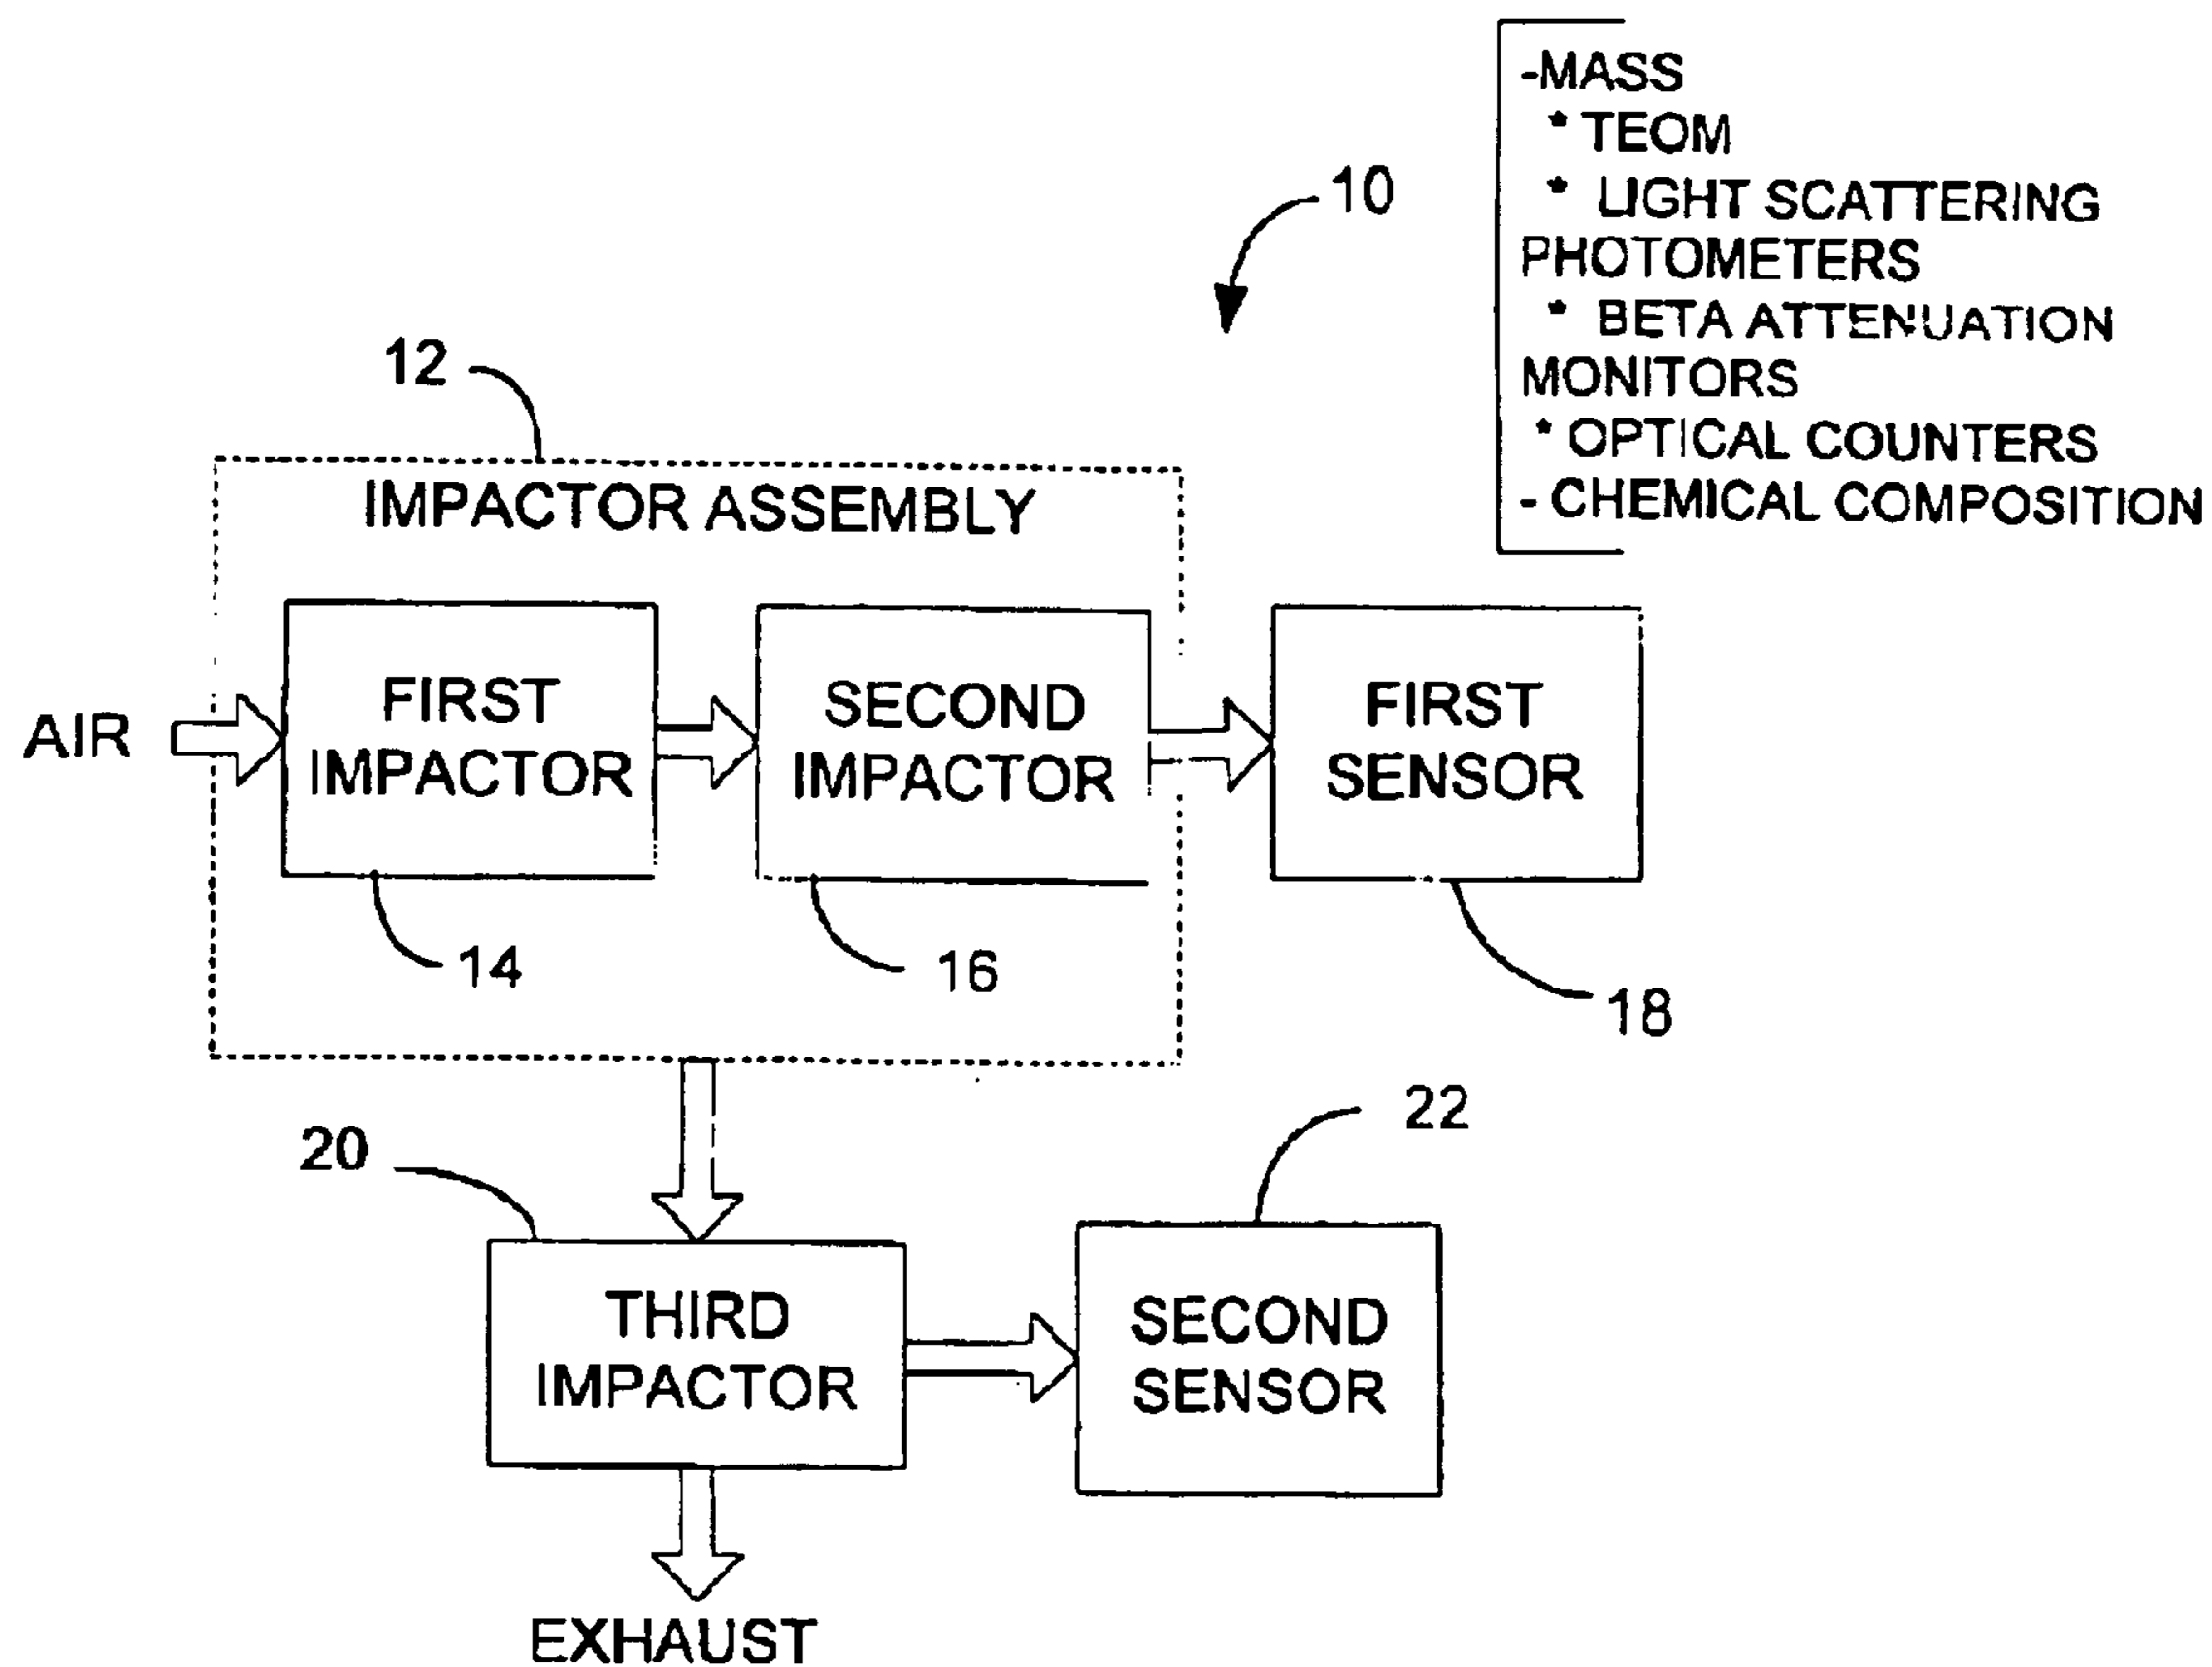 10
-MASS
* TEOM
* LIGHT SCATTERING
PHOTOMETERS
* BETA ATTENUATION
MONITORS
* OPTICAL COUNTERS
- CHEMICAL COMPOSITION
12
IMPACTOR ASSEMBLY
AIR
FIRST
IMPACTOR
SECOND
IMPACTOR
FIRST
SENSOR
14
16
18
20
22
THIRD
IMPACTOR
SECOND
SENSOR
EXHAUST